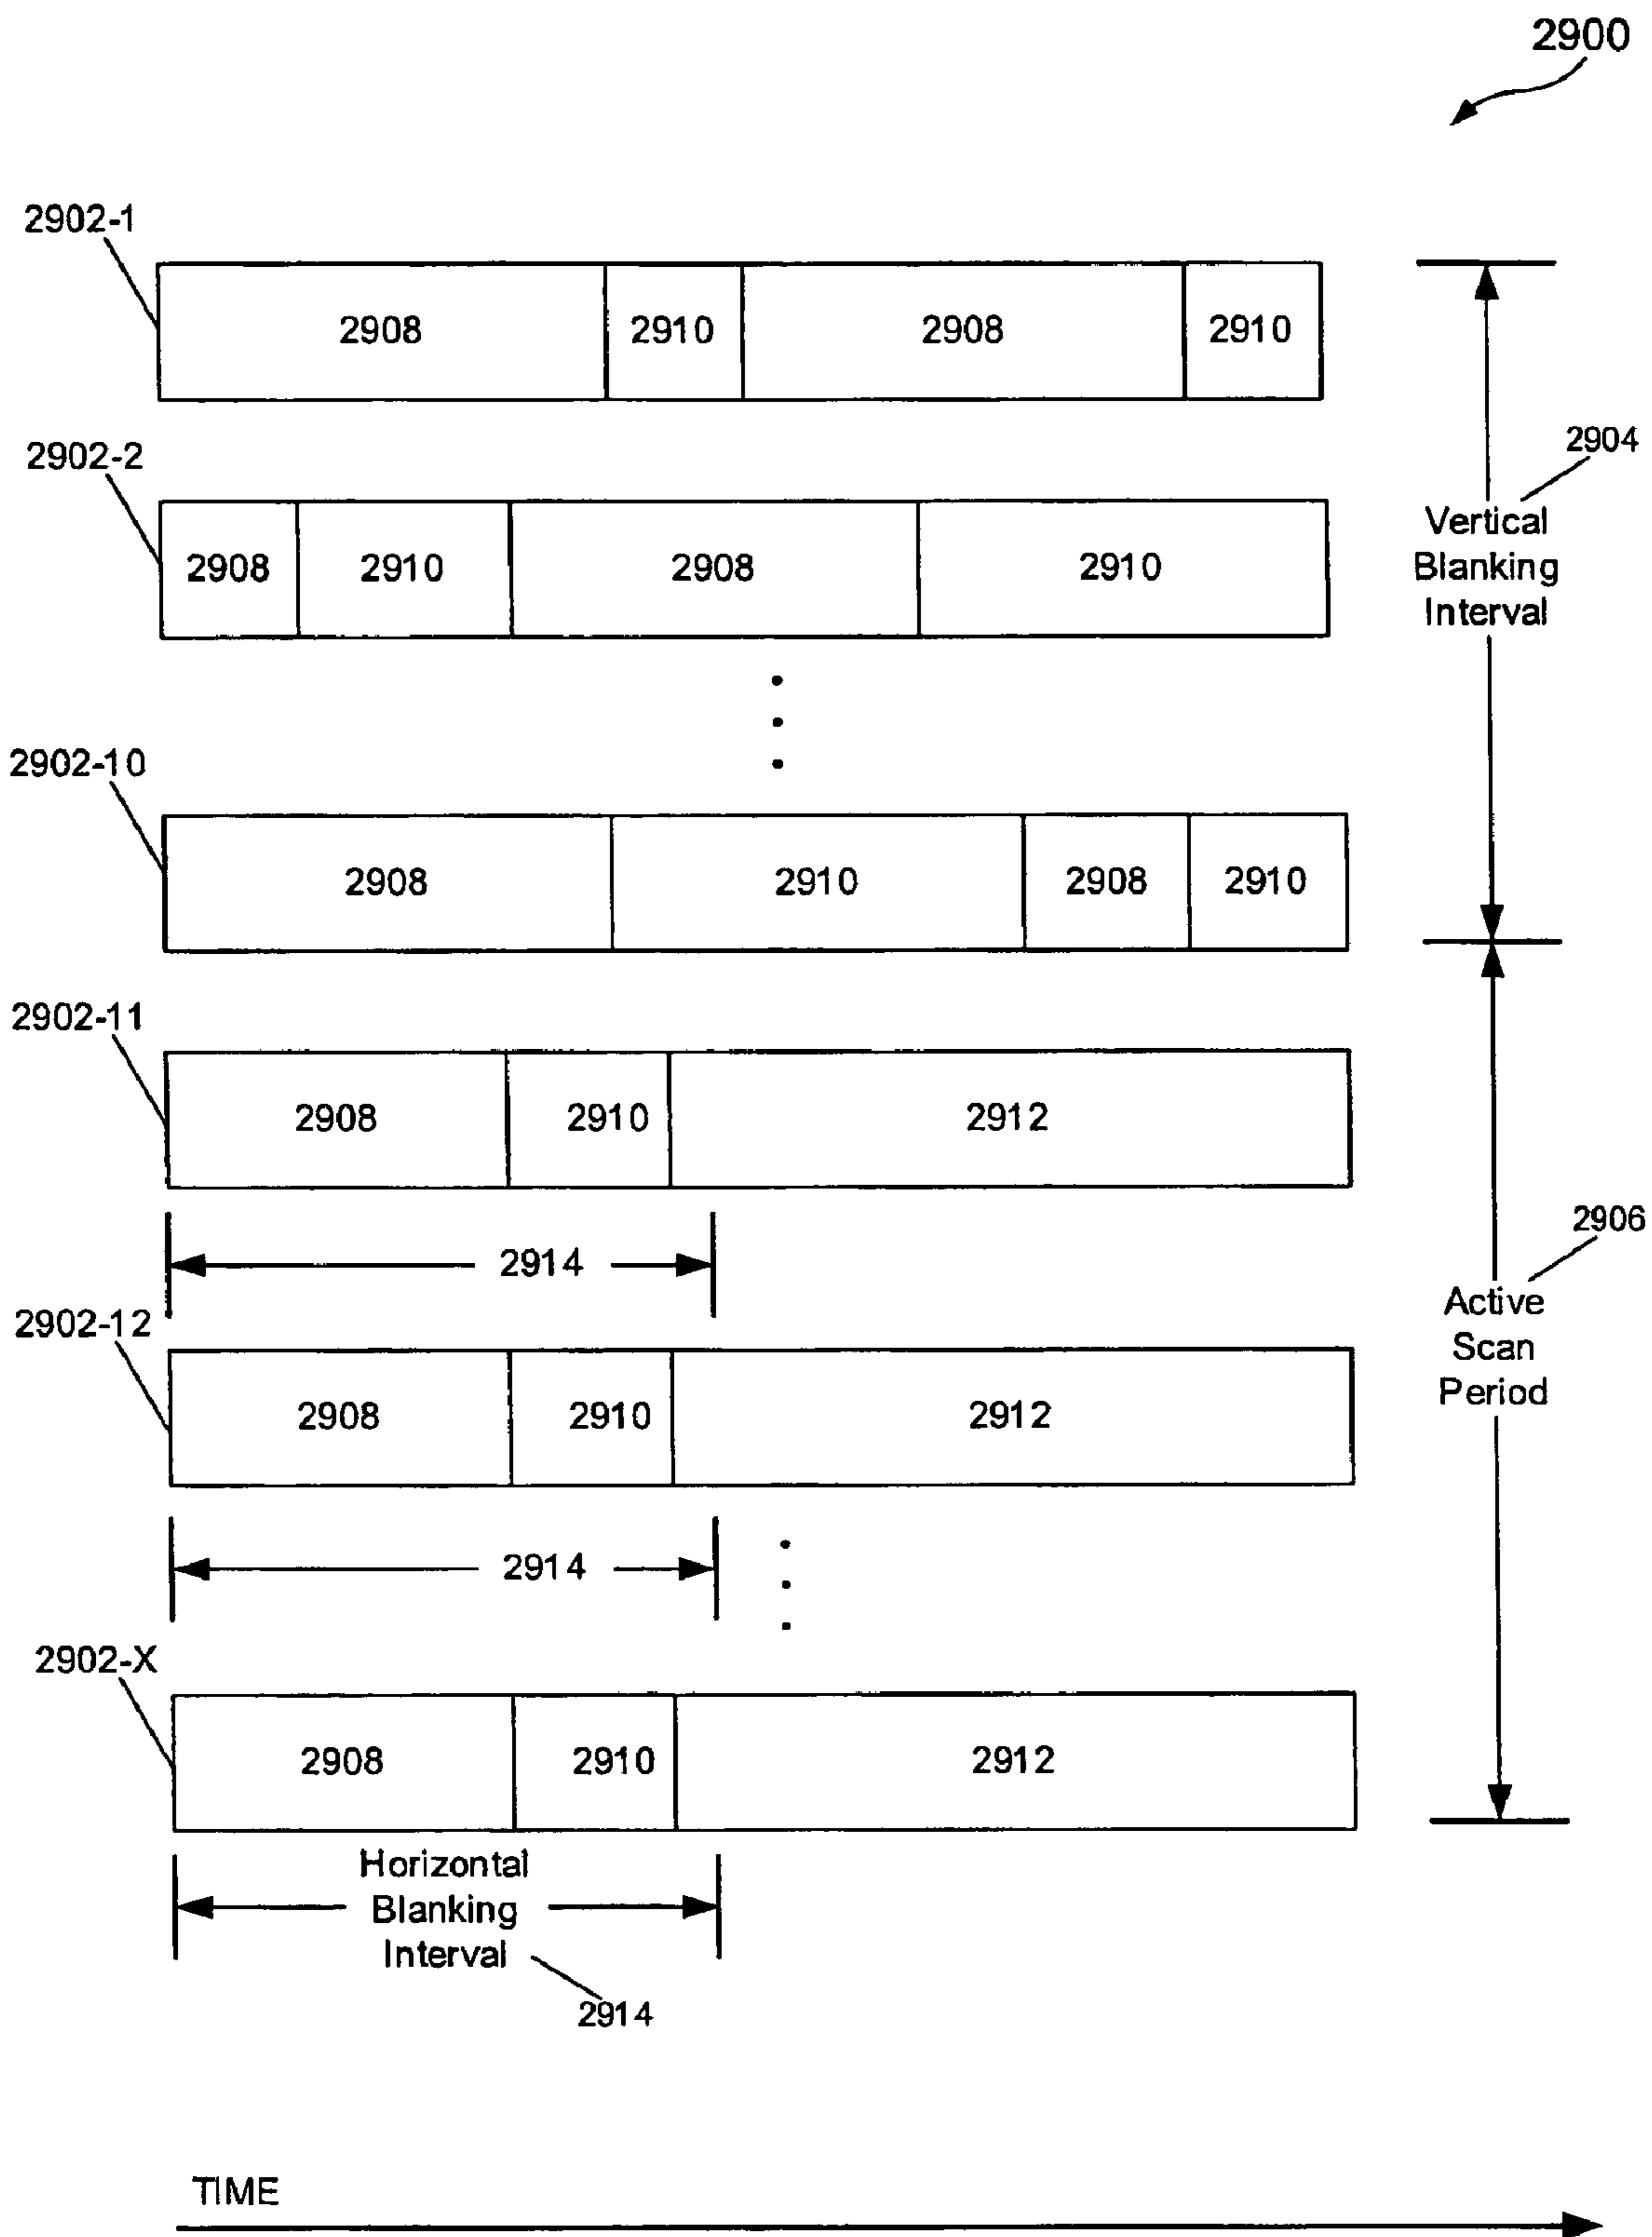 2900
2902-1
2908 2910 2908 2910
2902-2
2904
Vertical
Blanking
Interval
2908 2910 2908 2910
2902-10
2908 2910 2908 2910
2902-11
2908 2910 2912
2906
2914
Active
Scan
Period
2902-12
2908 2910 2912
2914
2902-X
2908 2910 2912
Horizontal
Blanking
Interval
2914
TIME